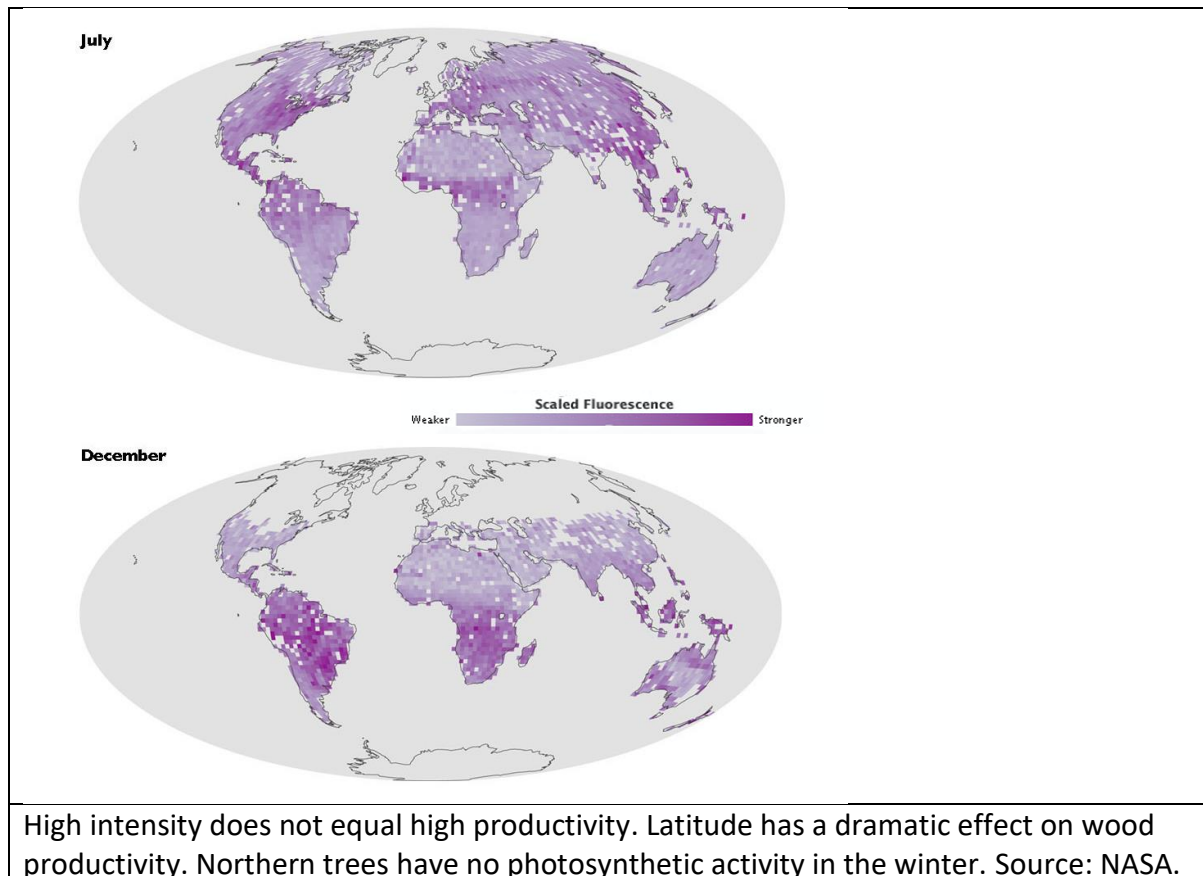 July
Scaled Fluorescence
Weaker Stronger
December
High intensity does not equal high productivity. Latitude has a dramatic effect on wood
productivity. Northern trees have no photosynthetic activity in the winter. Source: NASA.